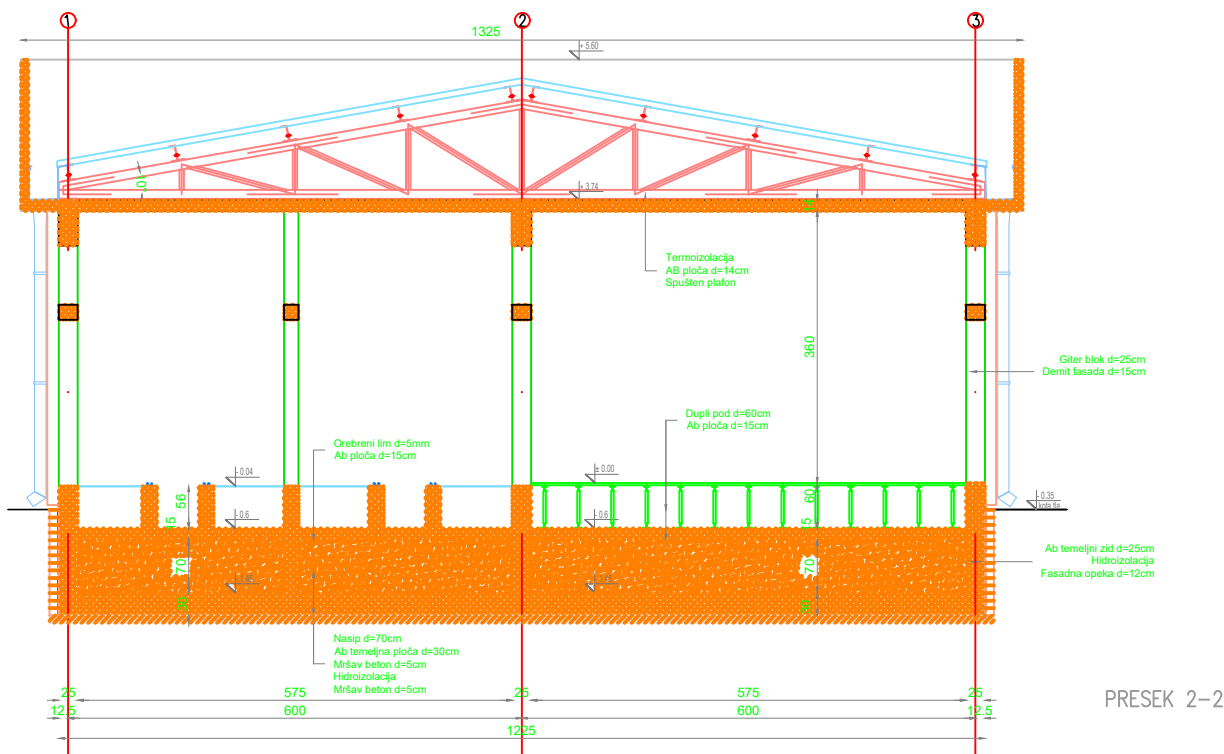 1
2
3
1325
+ 5.60
+ 3.74
14
Termoizolacija
AB ploča d=14cm
Spušten plafon
360
Giter blok d=25cm
Demit fasada d=15cm
Dupli pod d=60cm
Ab ploča d=15cm
Orebreni lim d=5mm
Ab ploča d=15cm
- 0.04
± 0.00
56
60
- 0.35
kota tla
15
- 0.6
- 0.6
15
Ab temeljni zid d=25cm
Hidroizolacija
Fasadna opeka d=12cm
70
70
30
30
Nasip d=70cm
Ab temeljna ploča d=30cm
Mršav beton d=5cm
Hidroizolacija
Mršav beton d=5cm
25
575
25
575
25
12.5
600
600
12.5
1225
PRESEK 2-2